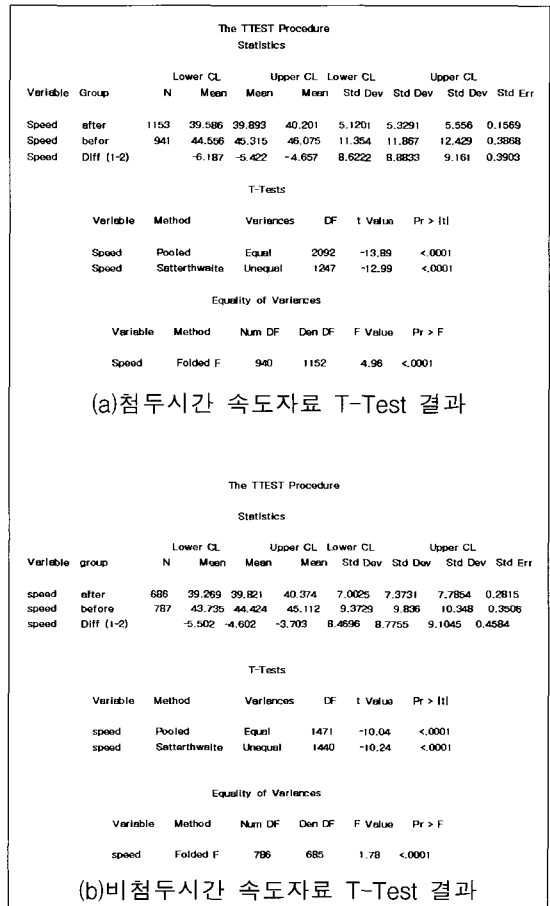 The TTEST Procedure
Statistics
Lower CL Upper CL Lower CL Upper CL
Variable Group N Mean Mean Mean Std Dev Std Dev Std Dev Std Err
Speed after 1153 39.586 39.893 40.201 5.1201 5.3291 5.556 0.1569
Speed befor 941 44.556 45.315 46.075 11.354 11.867 12.429 0.3868
Speed Diff (1-2) -6.187 -5.422 -4.657 8.6222 8.8833 9.161 0.3903
T-Tests
Variable Method Variances DF t Value Pr > |t|
Speed Pooled Equal 2092 -13.89 <.0001
Speed Satterthwaite Unequal 1247 -12.99 <.0001
Equality of Variances
Variable Method Num DF Den DF F Value Pr > F
Speed Folded F 940 1152 4.96 <.0001
(a)첨두시간 속도자료 T-Test 결과
The TTEST Procedure
Statistics
Lower CL Upper CL Lower CL Upper CL
Variable group N Mean Mean Mean Std Dev Std Dev Std Dev Std Err
speed after 686 39.269 39.821 40.374 7.0025 7.3731 7.7854 0.2815
speed before 787 43.735 44.424 45.112 9.3729 9.836 10.348 0.3506
speed Diff (1-2) -5.502 -4.602 -3.703 8.4696 8.7755 9.1045 0.4584
T-Tests
Variable Method Variances DF t Value Pr > |t|
speed Pooled Equal 1471 -10.04 <.0001
speed Satterthwaite Unequal 1440 -10.24 <.0001
Equality of Variances
Variable Method Num DF Den DF F Value Pr > F
speed Folded F 786 685 1.78 <.0001
(b)비첨두시간 속도자료 T-Test 결과